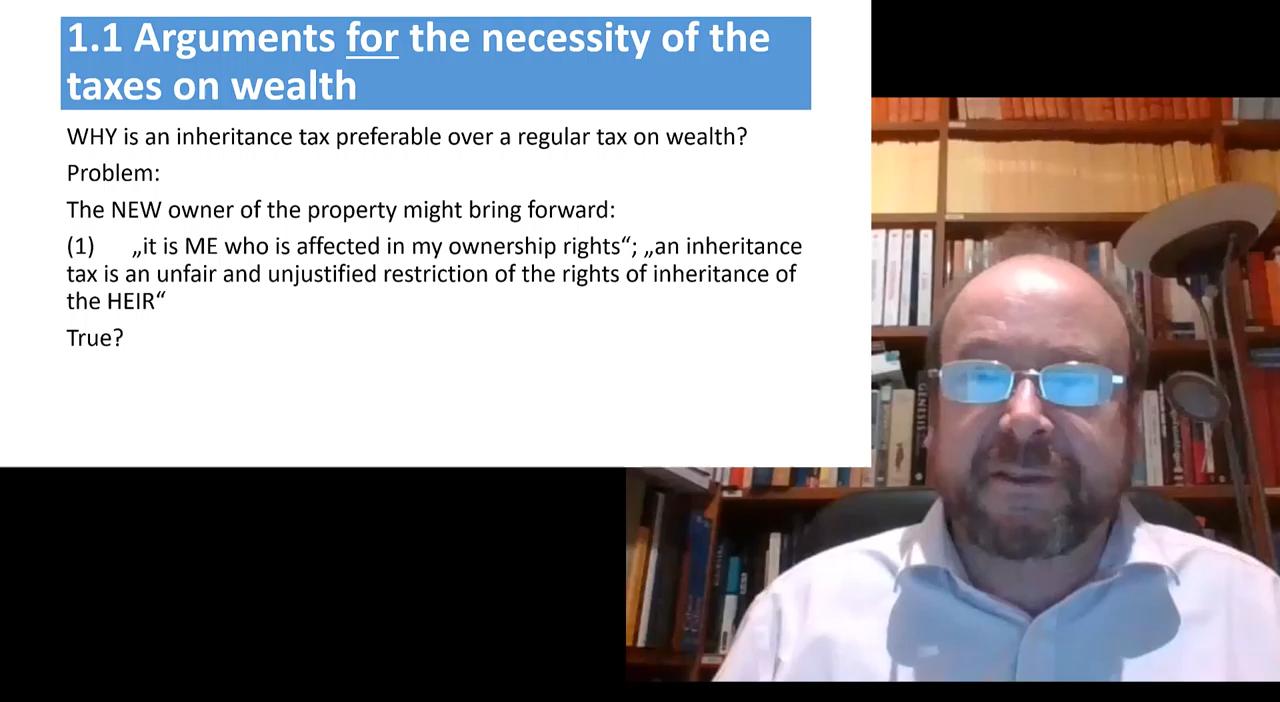 1.1 Arguments for the necessity of the
taxes on wealth
WHY is an inheritance tax preferable over a regular tax on wealth?
Problem:
The NEW owner of the property might bring forward:
(1) „it is ME who is affected in my ownership rights“; „an inheritance
tax is an unfair and unjustified restriction of the rights of inheritance of
the HEIR“
True?
GENESIS